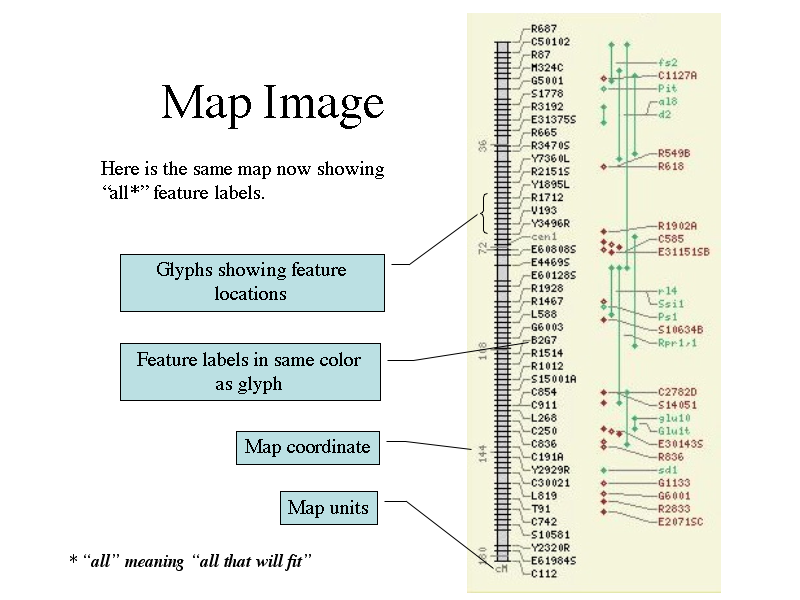 Map Image
Here is the same map now showing
“all*” feature labels.
Glyphs showing feature
locations
Feature labels in same color
as glyph
Map coordinate
Map units
* “all” meaning “all that will fit”
36
72
108
144
180
cM
R687
C50102
R87
M324C
G5001
S1778
R3192
E31375S
R665
R3470S
Y7360L
R2151S
Y1895L
R1712
V193
Y3496R
cen1
E60808S
E4469S
E60128S
R1928
R1467
L588
G6003
B2G7
R1514
R1012
S15001A
C854
C911
L268
C250
C836
C191A
Y2929R
C30021
L819
T91
C742
S10581
Y2320R
E61984S
C112
fs2
C1127A
Pit
al8
d2
R549B
R618
R1902A
C585
E31151SB
rl4
Ssi1
Ps1
S10634B
Rpr1,1
C2782D
S14051
glu10
Glu1t
E30143S
R836
sd1
G1133
G6001
R2833
E2071SC